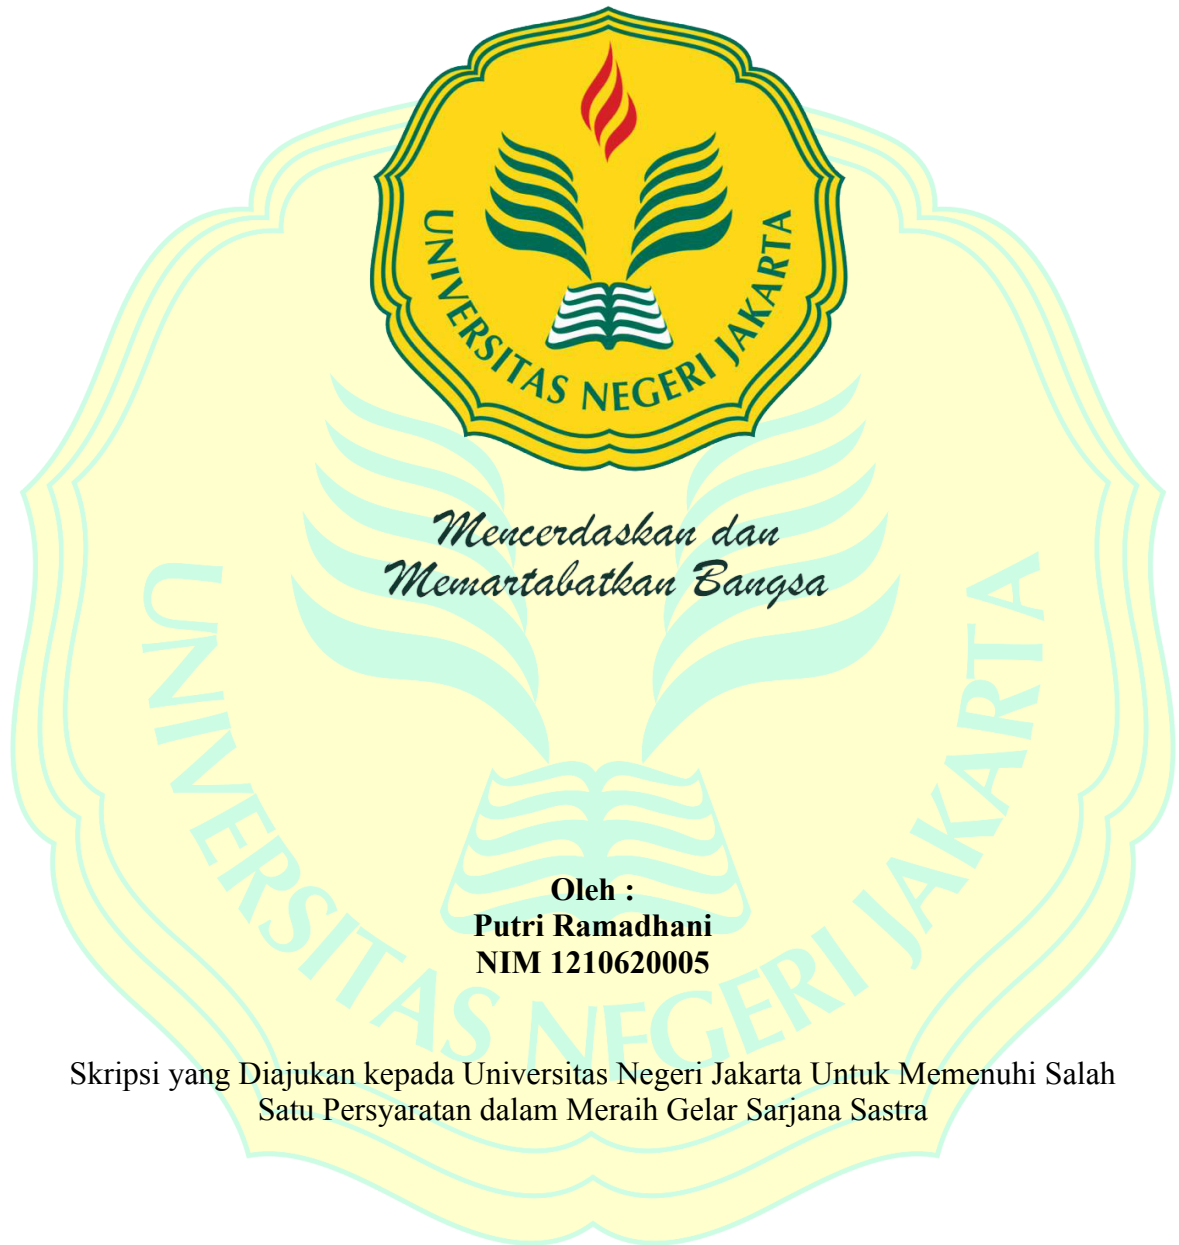 UNIVERSITAS NEGERI JAKARTA
Mencerdaskan dan
Memartabatkan Bangsa
UNIVERSITAS NEGERI JAKARTA
Oleh :
Putri Ramadhani
NIM 1210620005
Skripsi yang Diajukan kepada Universitas Negeri Jakarta Untuk Memenuhi Salah
Satu Persyaratan dalam Meraih Gelar Sarjana Sastra